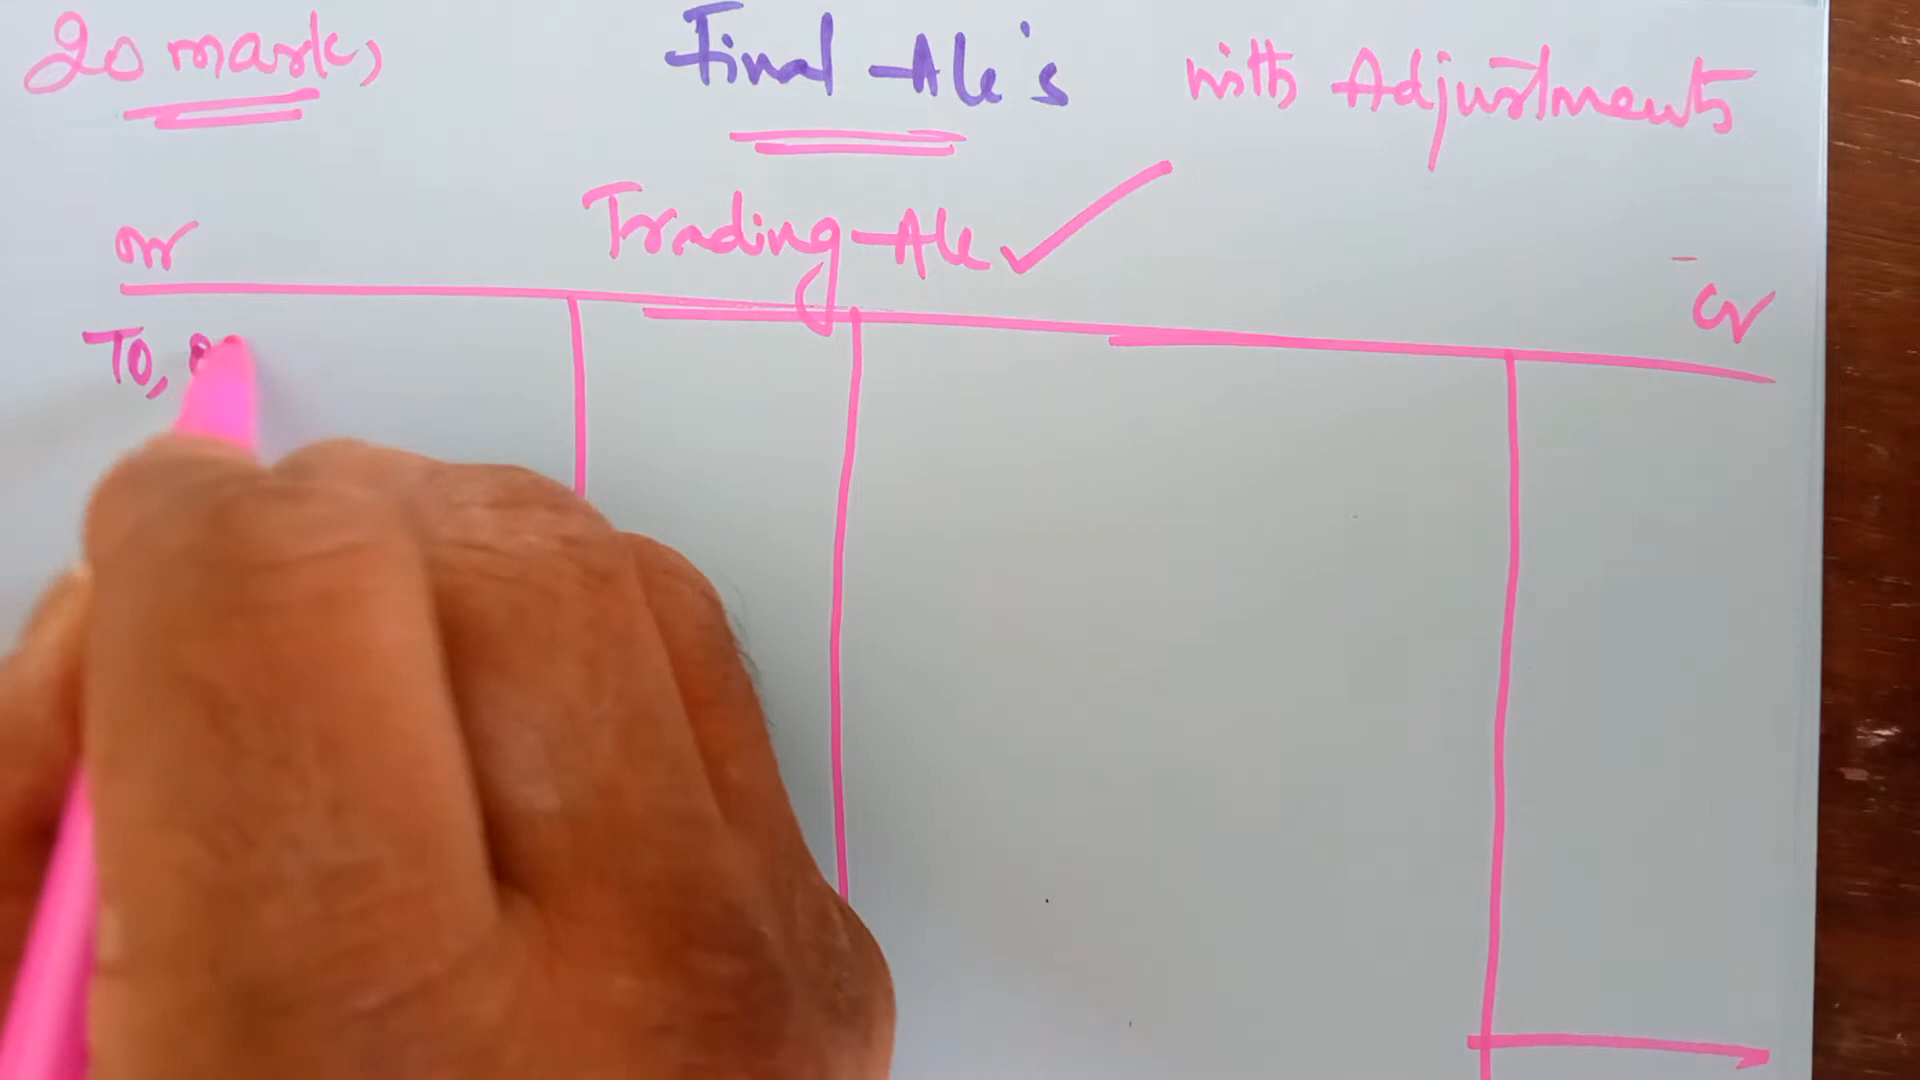 20 marks
Final A/c's with Adjustments
Trading A/c
Dr
Cr
To,